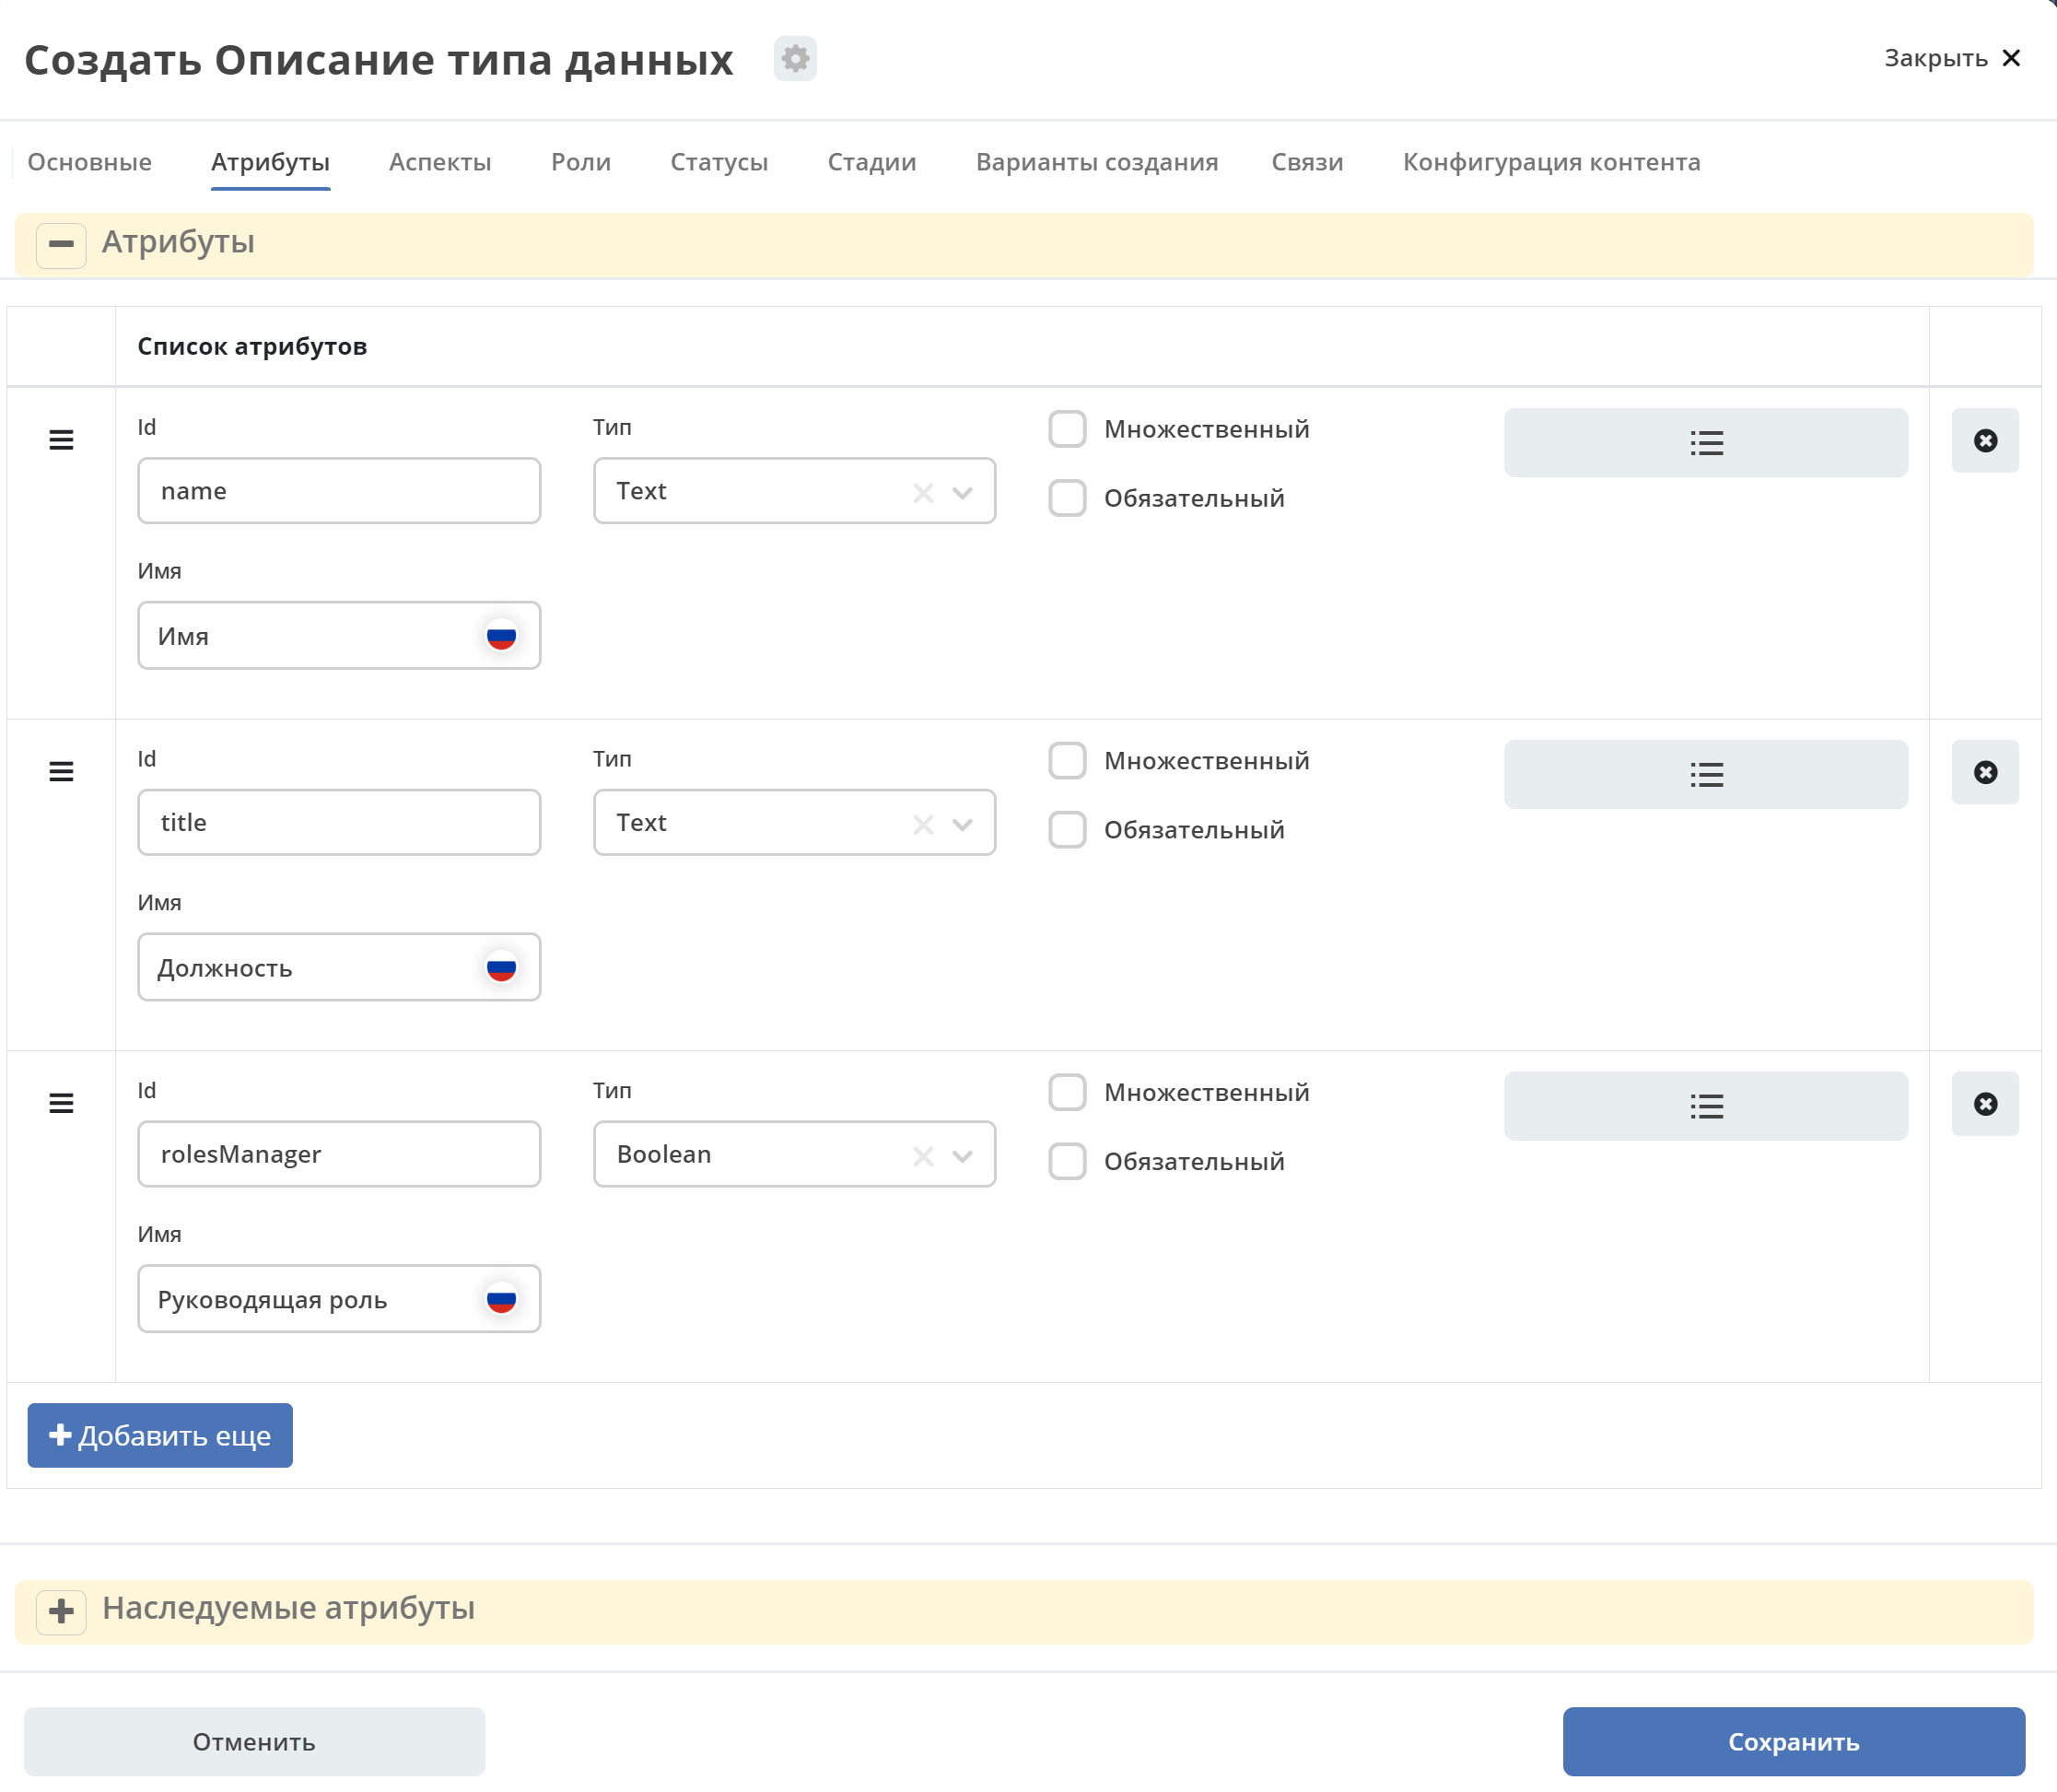 Создать Описание типа данных
Закрыть
Основные Атрибуты Аспекты Роли Статусы Стадии Варианты создания Связи Конфигурация контента
Атрибуты
Список атрибутов
Id Тип Множественный
name Text Обязательный
Имя
Имя
Id Тип Множественный
title Text Обязательный
Имя
Должность
Id Тип Множественный
rolesManager Boolean Обязательный
Имя
Руководящая роль
Добавить еще
Наследуемые атрибуты
Отменить Сохранить